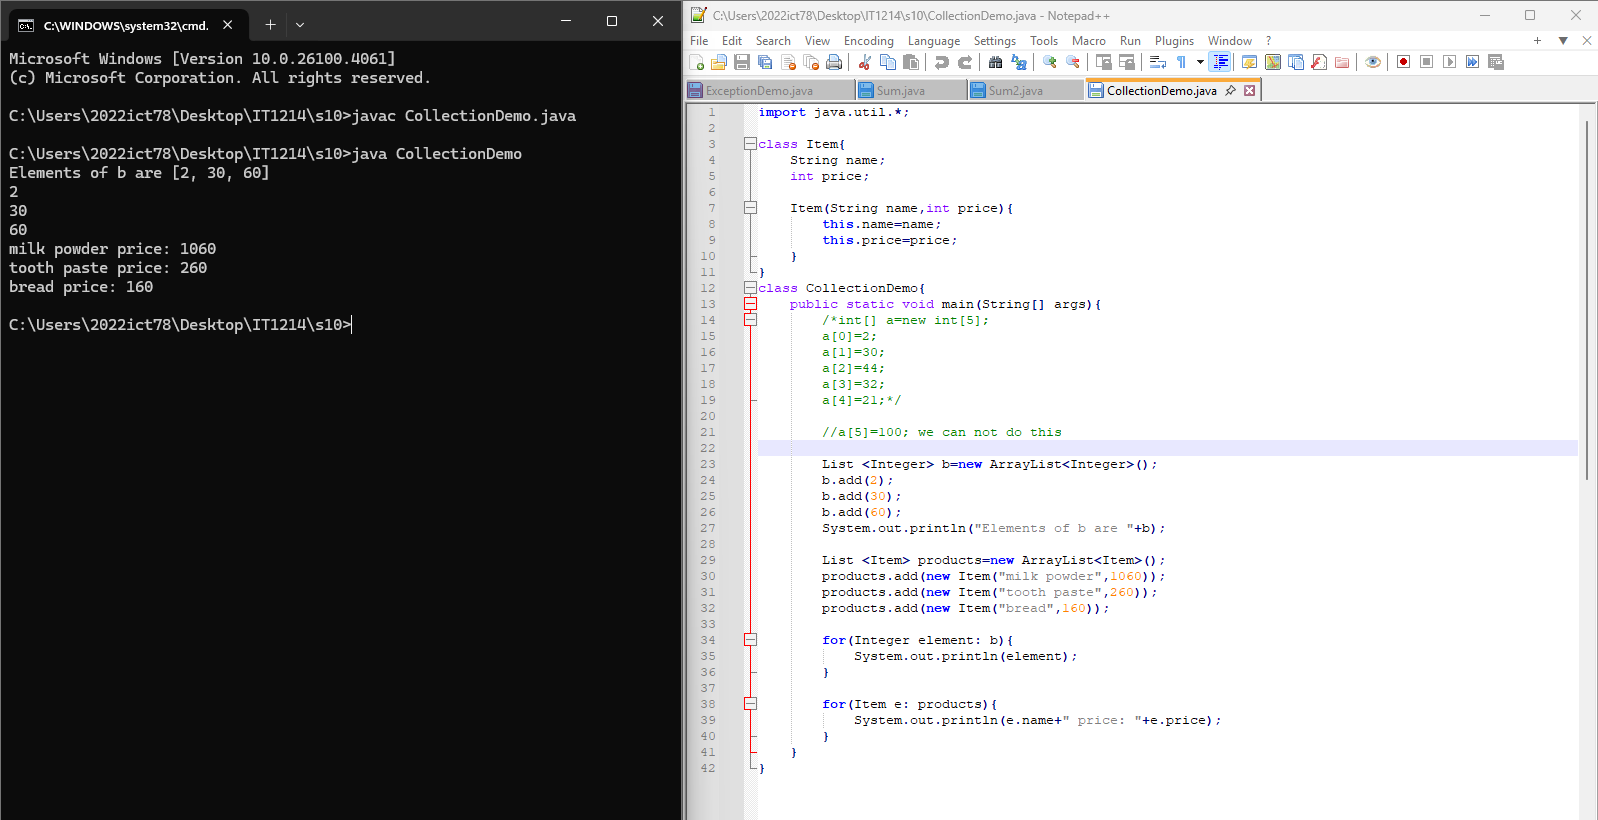 C:\WINDOWS\system32\cmd.
Microsoft Windows [Version 10.0.26100.4061]
(c) Microsoft Corporation. All rights reserved.
C:\Users\2022ict78\Desktop\IT1214\s10>javac CollectionDemo.java
C:\Users\2022ict78\Desktop\IT1214\s10>java CollectionDemo
Elements of b are [2, 30, 60]
2
30
60
milk powder price: 1060
tooth paste price: 260
bread price: 160
C:\Users\2022ict78\Desktop\IT1214\s10>
C:\Users\2022ict78\Desktop\IT1214\s10\CollectionDemo.java - Notepad++
File Edit Search View Encoding Language Settings Tools Macro Run Plugins Window ?
ExceptionDemo.java Sum.java Sum2.java CollectionDemo.java
1 import java.util.*;
2
3 class Item{
4 String name;
5 int price;
6
7 Item(String name,int price){
8 this.name=name;
9 this.price=price;
10 }
11 }
12 class CollectionDemo{
13 public static void main(String[] args){
14 /*int[] a=new int[5];
15 a[0]=2;
16 a[1]=30;
17 a[2]=44;
18 a[3]=32;
19 a[4]=21;*/
20
21 //a[5]=100; we can not do this
22
23 List <Integer> b=new ArrayList<Integer>();
24 b.add(2);
25 b.add(30);
26 b.add(60);
27 System.out.println("Elements of b are "+b);
28
29 List <Item> products=new ArrayList<Item>();
30 products.add(new Item("milk powder",1060));
31 products.add(new Item("tooth paste",260));
32 products.add(new Item("bread",160));
33
34 for(Integer element: b){
35 System.out.println(element);
36 }
37
38 for(Item e: products){
39 System.out.println(e.name+" price: "+e.price);
40 }
41 }
42 }